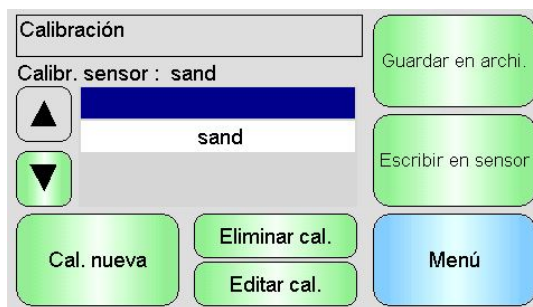 Calibración
Calibr. sensor : sand
sand
Cal. nueva
Eliminar cal.
Editar cal.
Guardar en archi.
Escribir en sensor
Menú